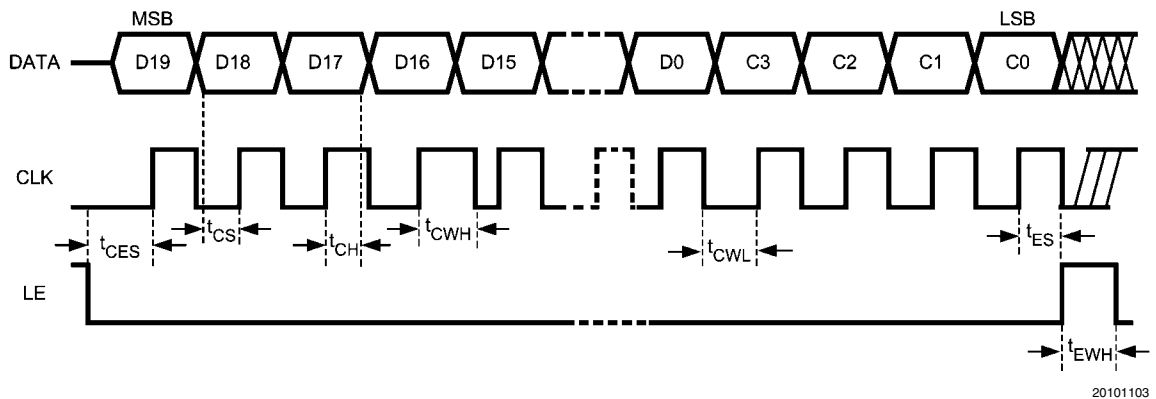 MSB LSB
DATA D19 D18 D17 D16 D15 D0 C3 C2 C1 C0
CLK
tCES tCS tCH tCWH tCWL tES
LE
tEWH
20101103